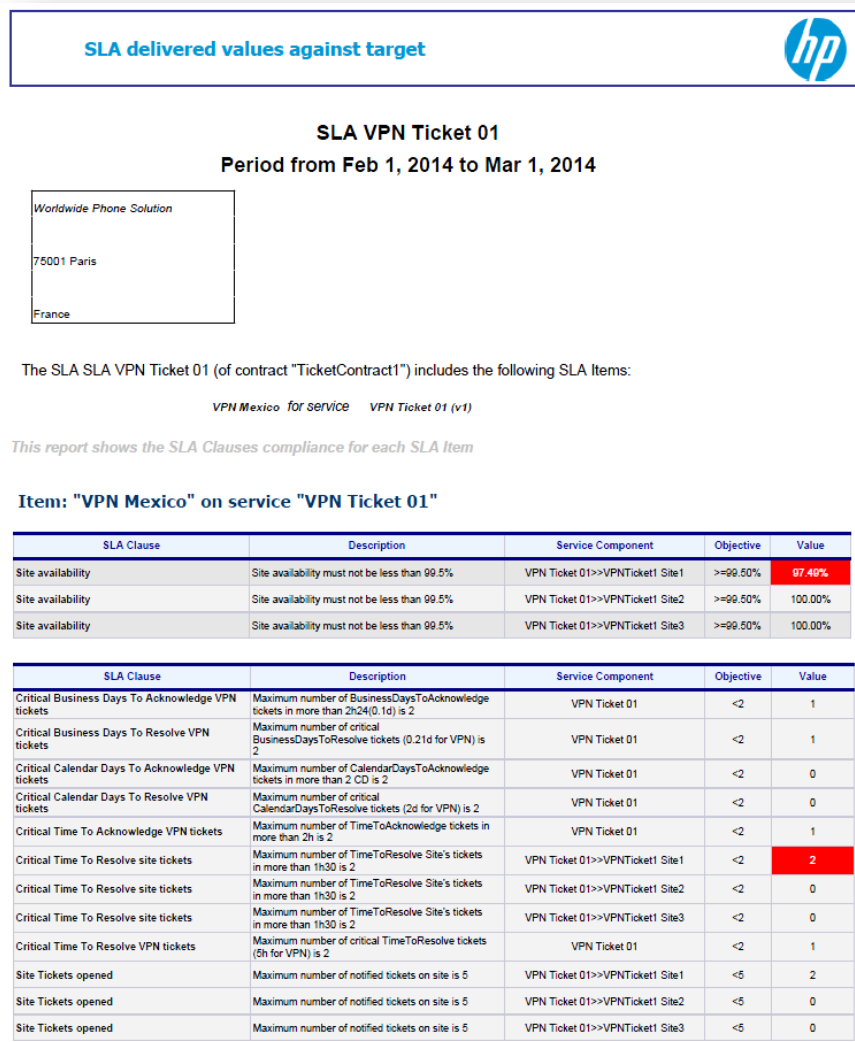 SLA delivered values against target
hp
SLA VPN Ticket 01
Period from Feb 1, 2014 to Mar 1, 2014
Worldwide Phone Solution
75001 Paris
France
The SLA SLA VPN Ticket 01 (of contract "TicketContract1") includes the following SLA Items:
VPN Mexico for service VPN Ticket 01 (v1)
This report shows the SLA Clauses compliance for each SLA Item
Item: "VPN Mexico" on service "VPN Ticket 01"
SLA Clause Description Service Component Objective Value
Site availability Site availability must not be less than 99.5% VPN Ticket 01>>VPNTicket1 Site1 >=99.50% 97.49%
Site availability Site availability must not be less than 99.5% VPN Ticket 01>>VPNTicket1 Site2 >=99.50% 100.00%
Site availability Site availability must not be less than 99.5% VPN Ticket 01>>VPNTicket1 Site3 >=99.50% 100.00%
SLA Clause Description Service Component Objective Value
Critical Business Days To Acknowledge VPN
tickets
Maximum number of BusinessDaysToAcknowledge
tickets in more than 2h24(0.1d) is 2
VPN Ticket 01 <2 1
Critical Business Days To Resolve VPN
tickets
Maximum number of critical
BusinessDaysToResolve tickets (0.21d for VPN) is
2
VPN Ticket 01 <2 1
Critical Calendar Days To Acknowledge VPN
tickets
Maximum number of CalendarDaysToAcknowledge
tickets in more than 2 CD is 2
VPN Ticket 01 <2 0
Critical Calendar Days To Resolve VPN
tickets
Maximum number of critical
CalendarDaysToResolve tickets (2d for VPN) is 2
VPN Ticket 01 <2 0
Critical Time To Acknowledge VPN tickets
Maximum number of TimeToAcknowledge tickets in
more than 2h is 2
VPN Ticket 01 <2 1
Critical Time To Resolve site tickets
Maximum number of TimeToResolve Site's tickets
in more than 1h30 is 2
VPN Ticket 01>>VPNTicket1 Site1 <2 2
Critical Time To Resolve site tickets
Maximum number of TimeToResolve Site's tickets
in more than 1h30 is 2
VPN Ticket 01>>VPNTicket1 Site2 <2 0
Critical Time To Resolve site tickets
Maximum number of TimeToResolve Site's tickets
in more than 1h30 is 2
VPN Ticket 01>>VPNTicket1 Site3 <2 0
Critical Time To Resolve VPN tickets
Maximum number of critical TimeToResolve tickets
(5h for VPN) is 2
VPN Ticket 01 <2 1
Site Tickets opened Maximum number of notified tickets on site is 5 VPN Ticket 01>>VPNTicket1 Site1 <5 2
Site Tickets opened Maximum number of notified tickets on site is 5 VPN Ticket 01>>VPNTicket1 Site2 <5 0
Site Tickets opened Maximum number of notified tickets on site is 5 VPN Ticket 01>>VPNTicket1 Site3 <5 0